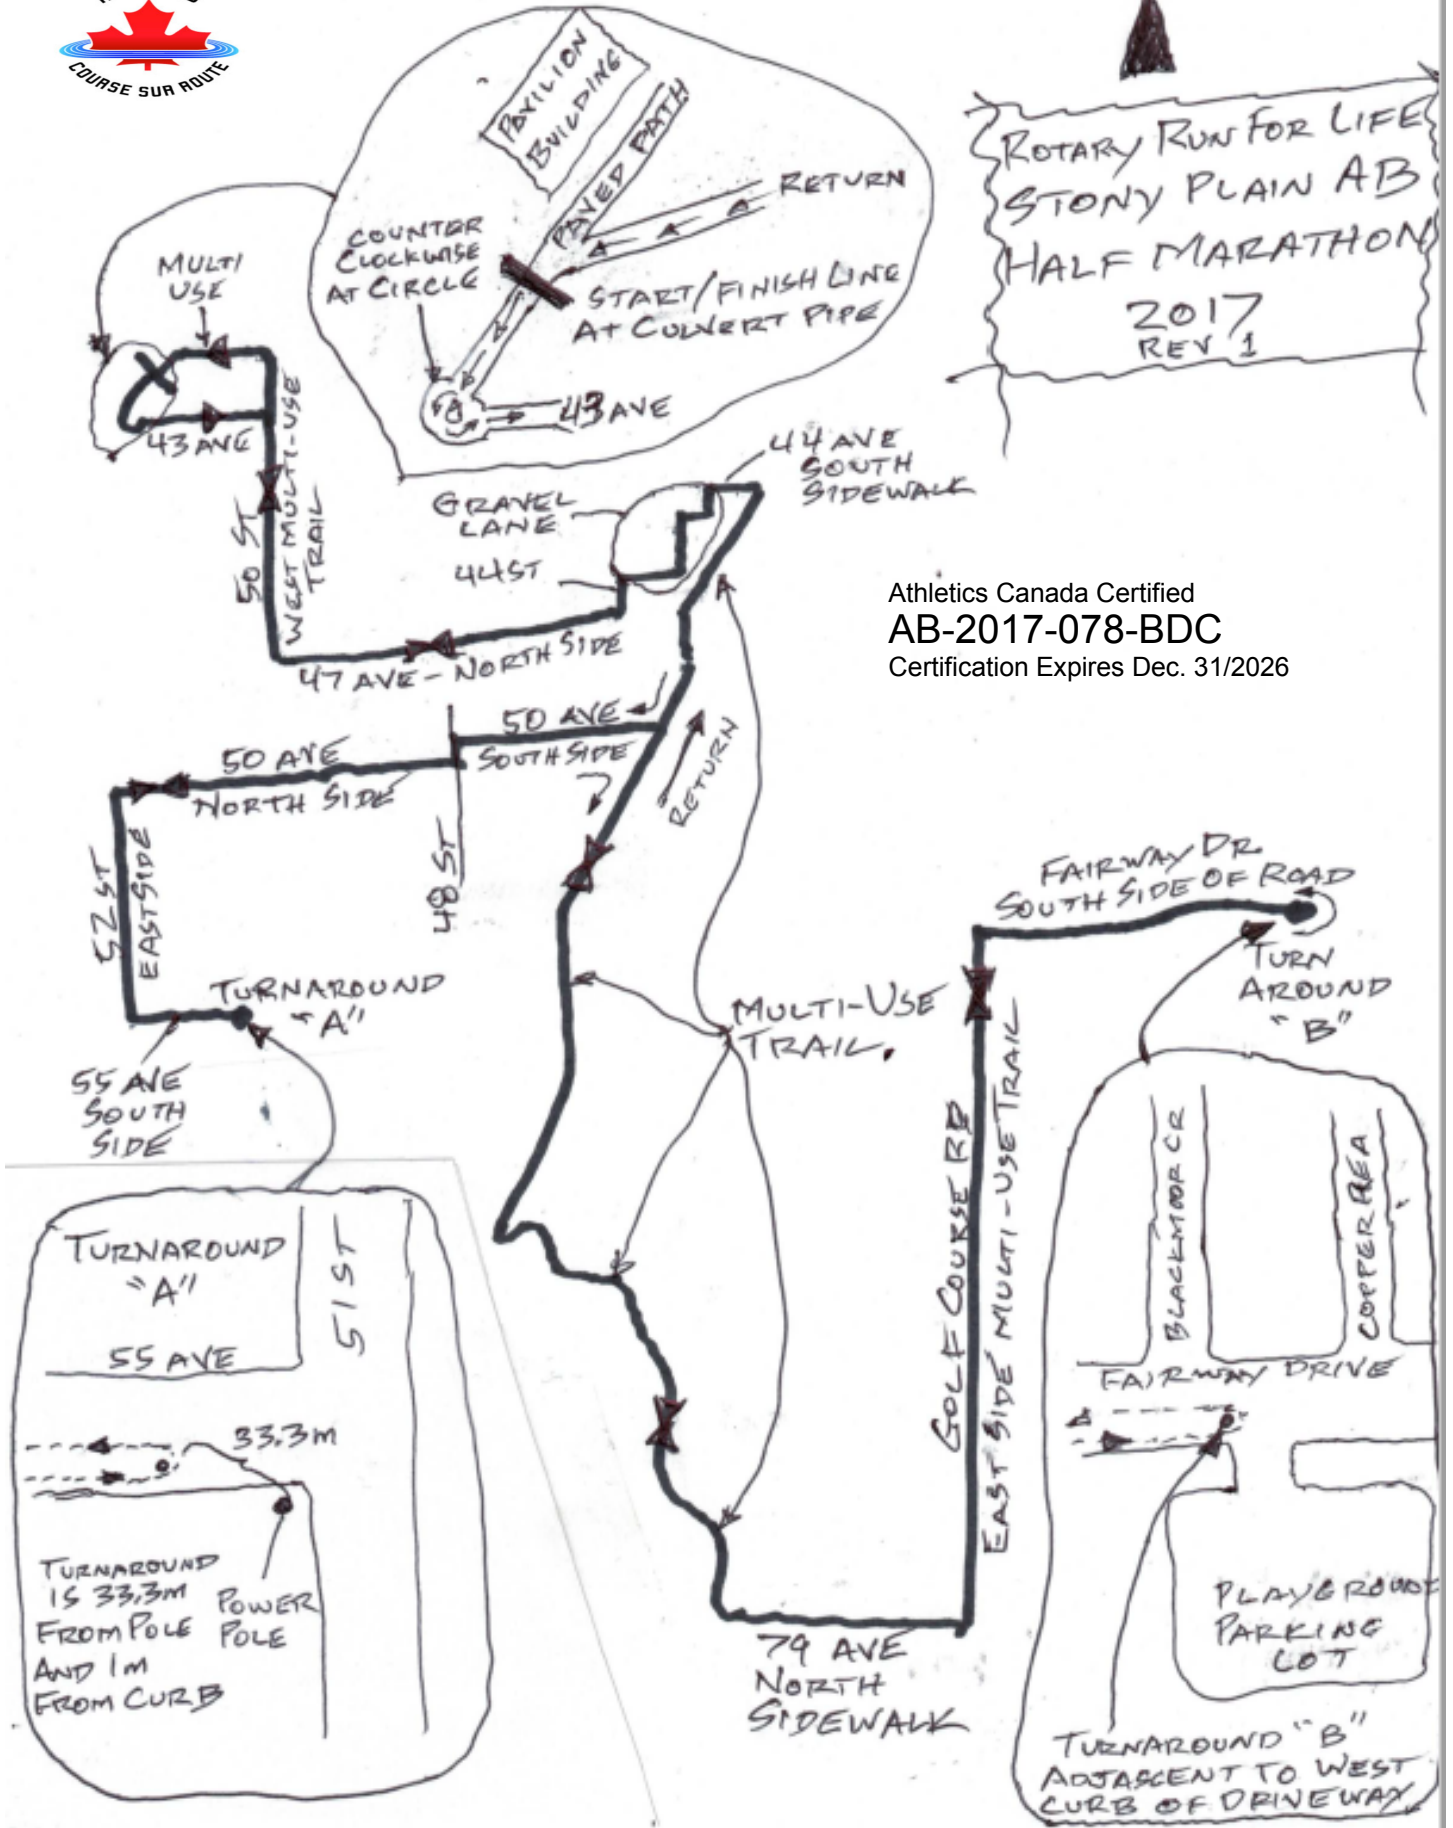 COURSE SUR ROUTE
ROTARY RUN FOR LIFE
STONY PLAIN AB
HALF MARATHON
2017
REV 1
PAVILION
BUILDING
PAVED PATH
RETURN
COUNTER
CLOCKWISE
AT CIRCLE
START/FINISH LINE
AT CULVERT PIPE
43 AVE
MULTI
USE
43 AVE
50 ST
WEST MULTI-USE
TRAIL
GRAVEL
LANE
44 AVE
SOUTH
SIDEWALK
44 ST
47 AVE - NORTH SIDE
Athletics Canada Certified
AB-2017-078-BDC
Certification Expires Dec. 31/2026
50 AVE
SOUTH SIDE
50 AVE
NORTH SIDE
RETURN
48 ST
52 ST
EAST SIDE
TURNAROUND
"A"
55 AVE
SOUTH
SIDE
MULTI-USE
TRAIL.
FAIRWAY DR
SOUTH SIDE OF ROAD
TURN
AROUND
"B"
GOLF COURSE RD
EAST SIDE MULTI-USE TRAIL
79 AVE
NORTH
SIDEWALK
TURNAROUND
"A"
51 ST
55 AVE
33.3m
TURNAROUND
IS 33.3m
FROM POLE
AND 1m
FROM CURB
POWER
POLE
BLACKMOOR CR
FAIRWAY DRIVE
PLAYGROUND
PARKING
LOT
TURNAROUND "B"
ADJASCENT TO WEST
CURB OF DRIVEWAY